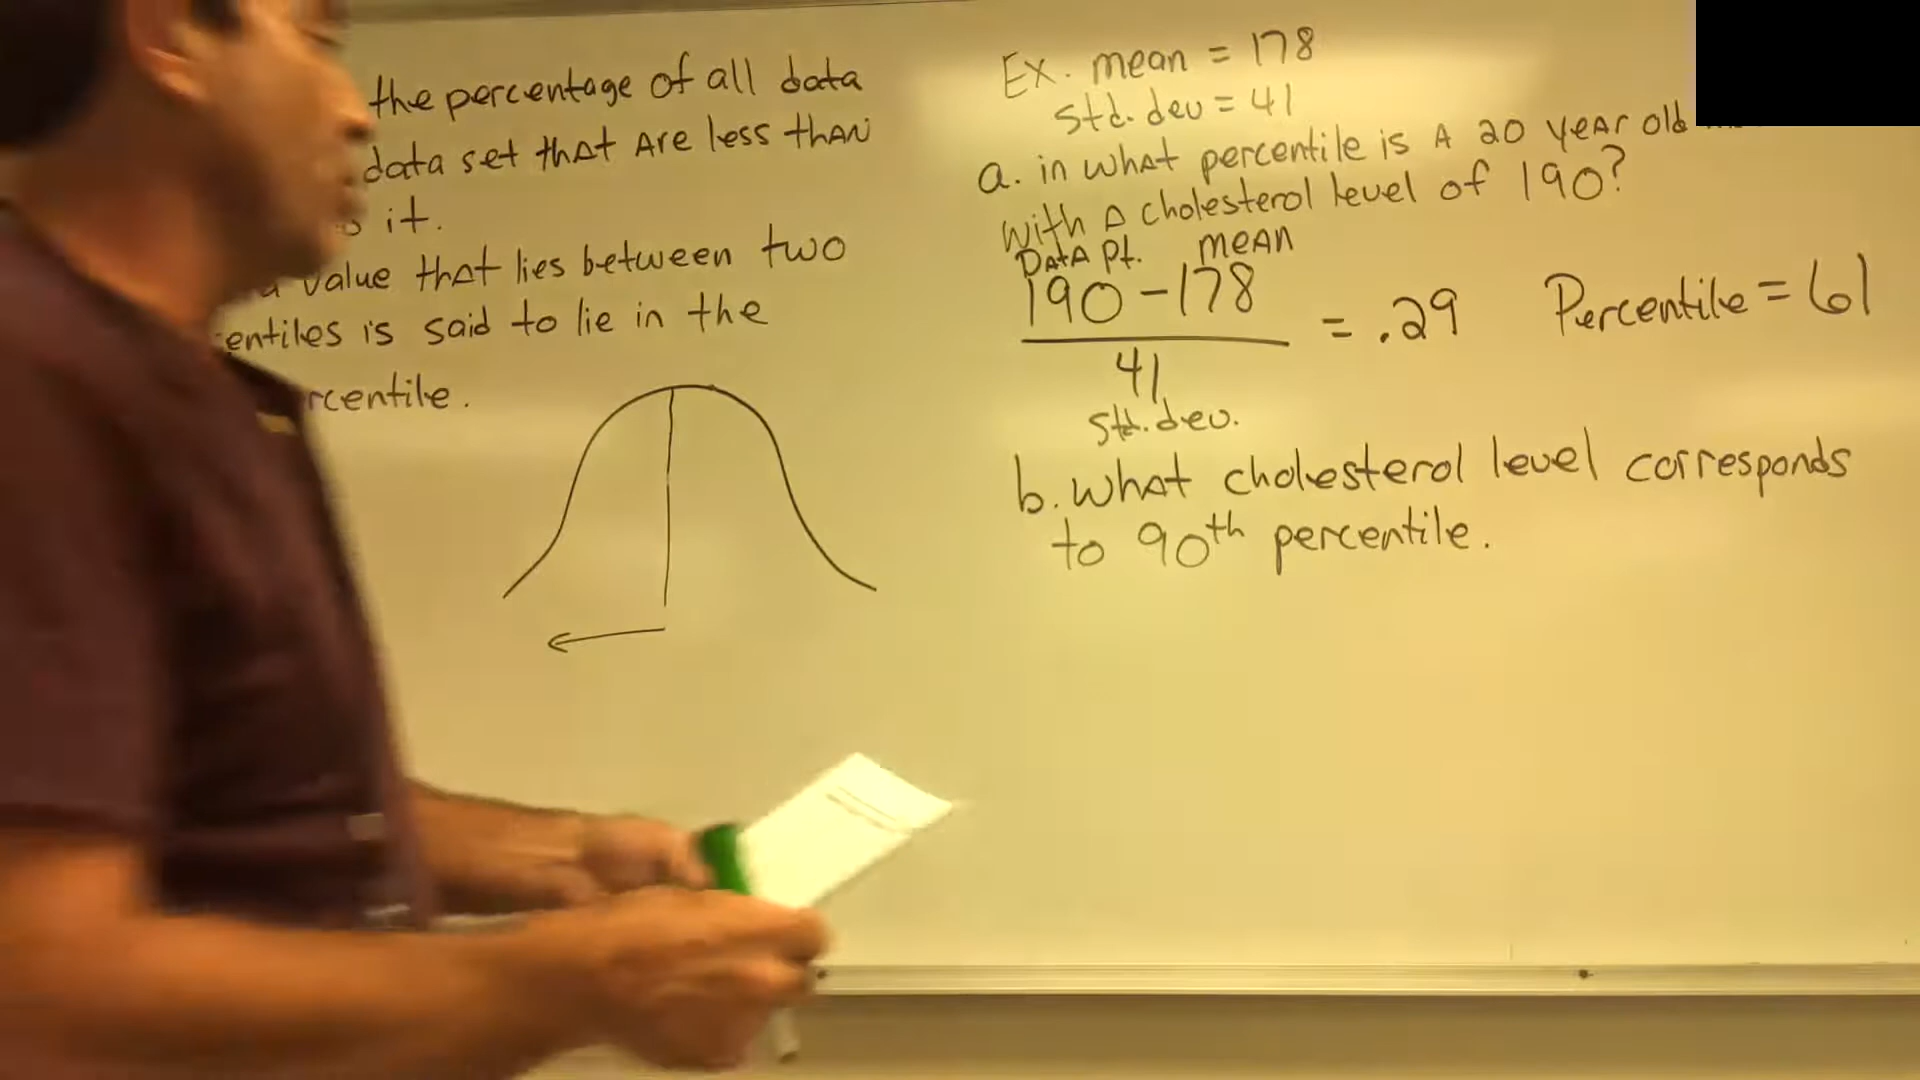 the percentage of all data
data set that are less than
it.
a value that lies between two
entiles is said to lie in the
rcentile.
Ex. mean = 178
std. dev = 41
a. in what percentile is A 20 year old
with a cholesterol level of 190?
Data Pt. mean
190 - 178
= .29 Percentile = 61
41
std. dev.
b. what cholesterol level corresponds
to 90th percentile.